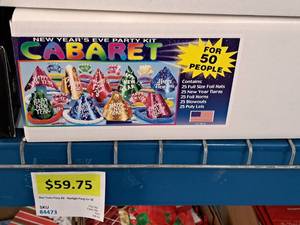 NEW YEAR'S EVE PARTY KIT
CABARET
FOR
50
PEOPLE
Contains:
25 Full Size Foil Hats
25 New Year Tiaras
25 Foil Horns
25 Blowouts
25 Poly Leis
$59.75
SKU
84473